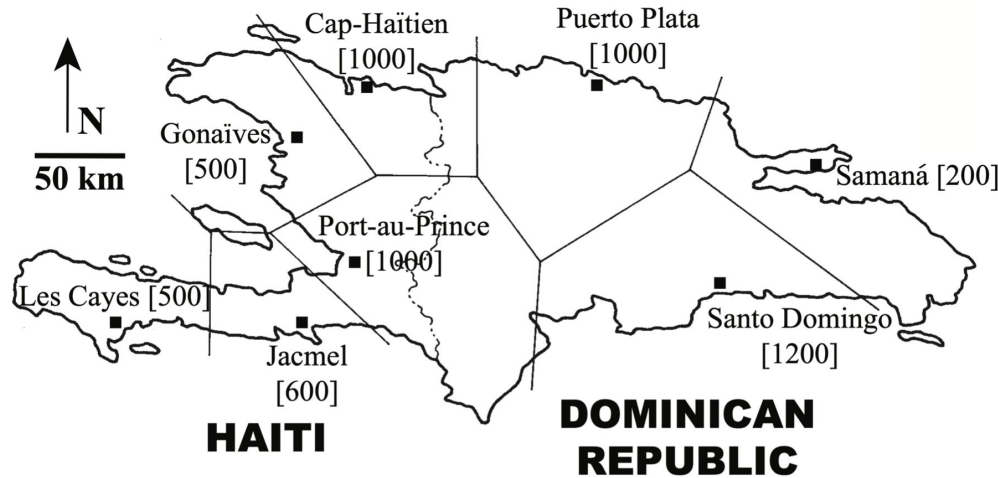 Cap-Haïtien
[1000]
Puerto Plata
[1000]
N
50 km
Gonaïves
[500]
Samaná [200]
Port-au-Prince
[1000]
Les Cayes [500]
Jacmel
[600]
Santo Domingo
[1200]
HAITI
DOMINICAN
REPUBLIC